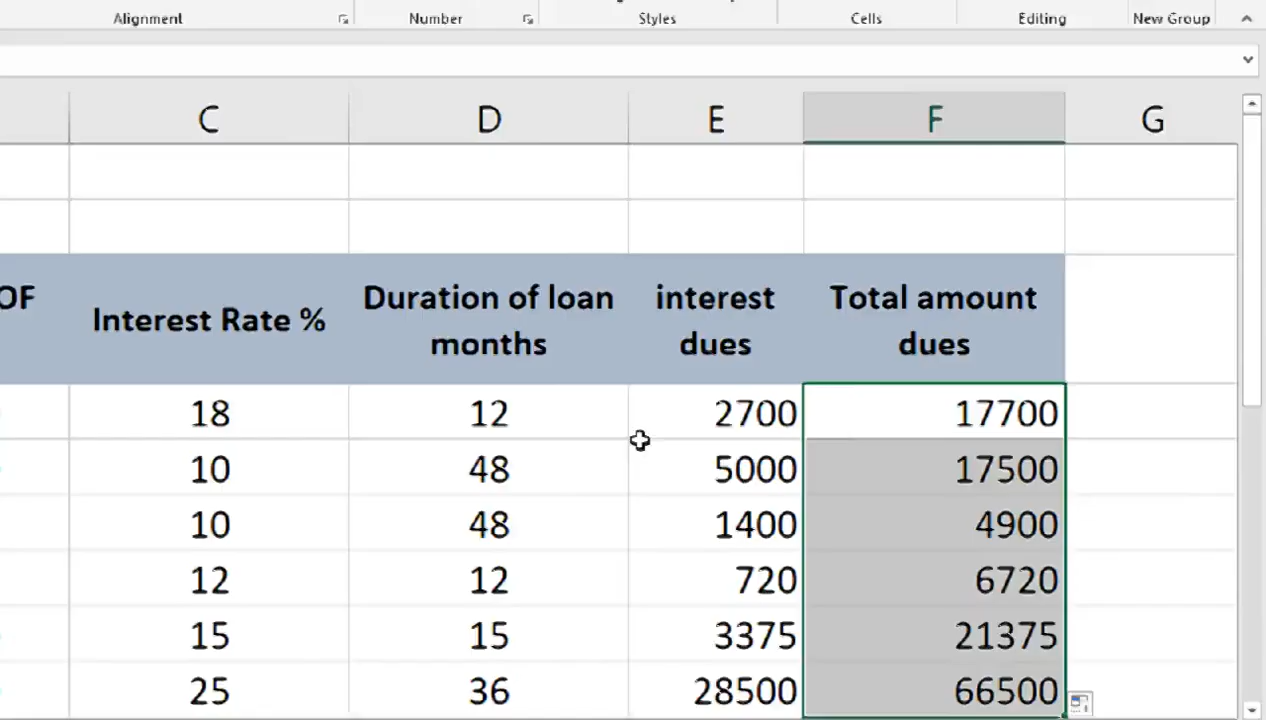 Alignment Number Styles Cells Editing New Group
C D E F G
OF Interest Rate % Duration of loan months interest dues Total amount dues
18 12 2700 17700
10 48 5000 17500
10 48 1400 4900
12 12 720 6720
15 15 3375 21375
25 36 28500 66500